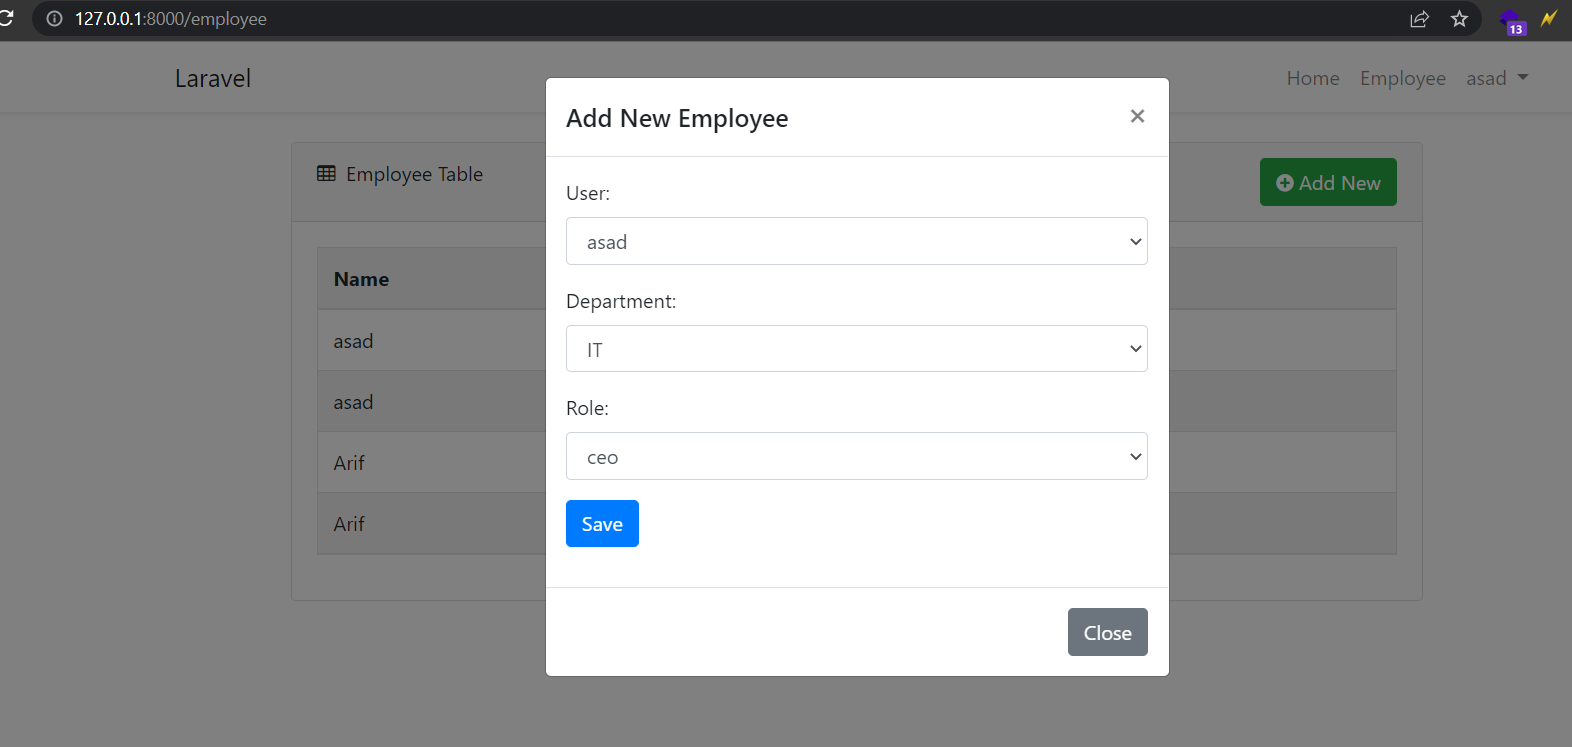 127.0.0.1:8000/employee
13
Laravel
Home Employee asad
Employee Table
Add New
Name
asad
asad
Arif
Arif
Add New Employee
×
User:
asad
Department:
IT
Role:
ceo
Save
Close